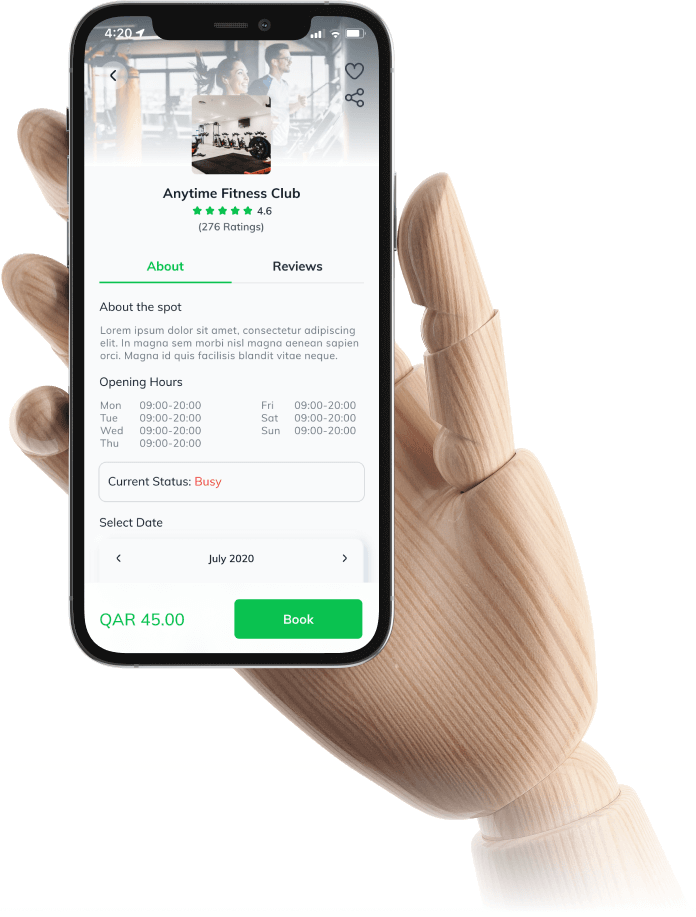 4:20
Anytime Fitness Club
4.6
(276 Ratings)
About Reviews
About the spot
Lorem ipsum dolor sit amet, consectetur adipiscing
elit. In magna sem morbi nisl magna aenean sapien
orci. Magna id quis facilisis blandit vitae neque.
Opening Hours
Mon 09:00-20:00 Fri 09:00-20:00
Tue 09:00-20:00 Sat 09:00-20:00
Wed 09:00-20:00 Sun 09:00-20:00
Thu 09:00-20:00
Current Status: Busy
Select Date
July 2020
QAR 45.00 Book